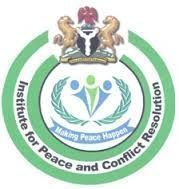 Making Peace Happen
Institute for Peace and Conflict Resolution